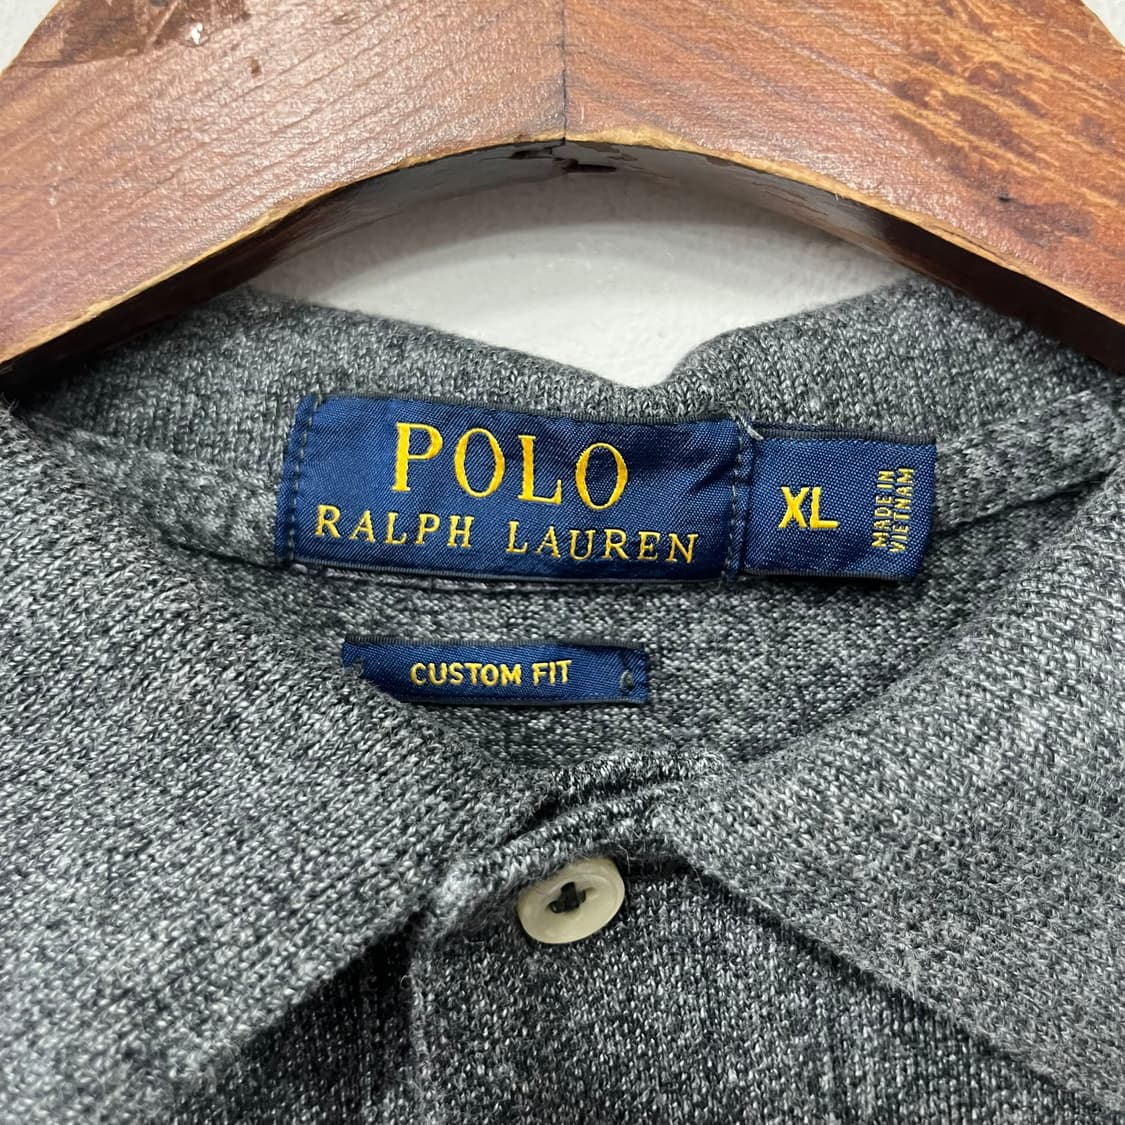 POLO
RALPH LAUREN
XL
MADE IN
VIETNAM
CUSTOM FIT